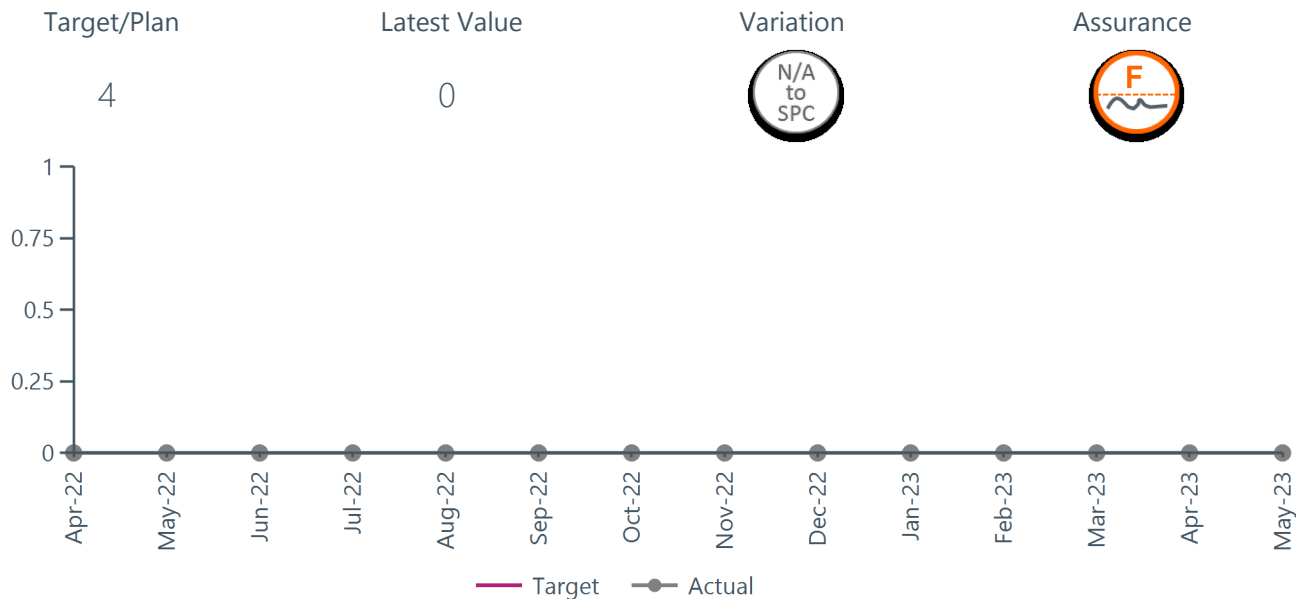 Target/Plan
Latest Value
Variation
Assurance
4
0
N/A
to
SPC
F
1
0.75
0.5
0.25
0
Apr-22
May-22
Jun-22
Jul-22
Aug-22
Sep-22
Oct-22
Nov-22
Dec-22
Jan-23
Feb-23
Mar-23
Apr-23
May-23
Target
Actual